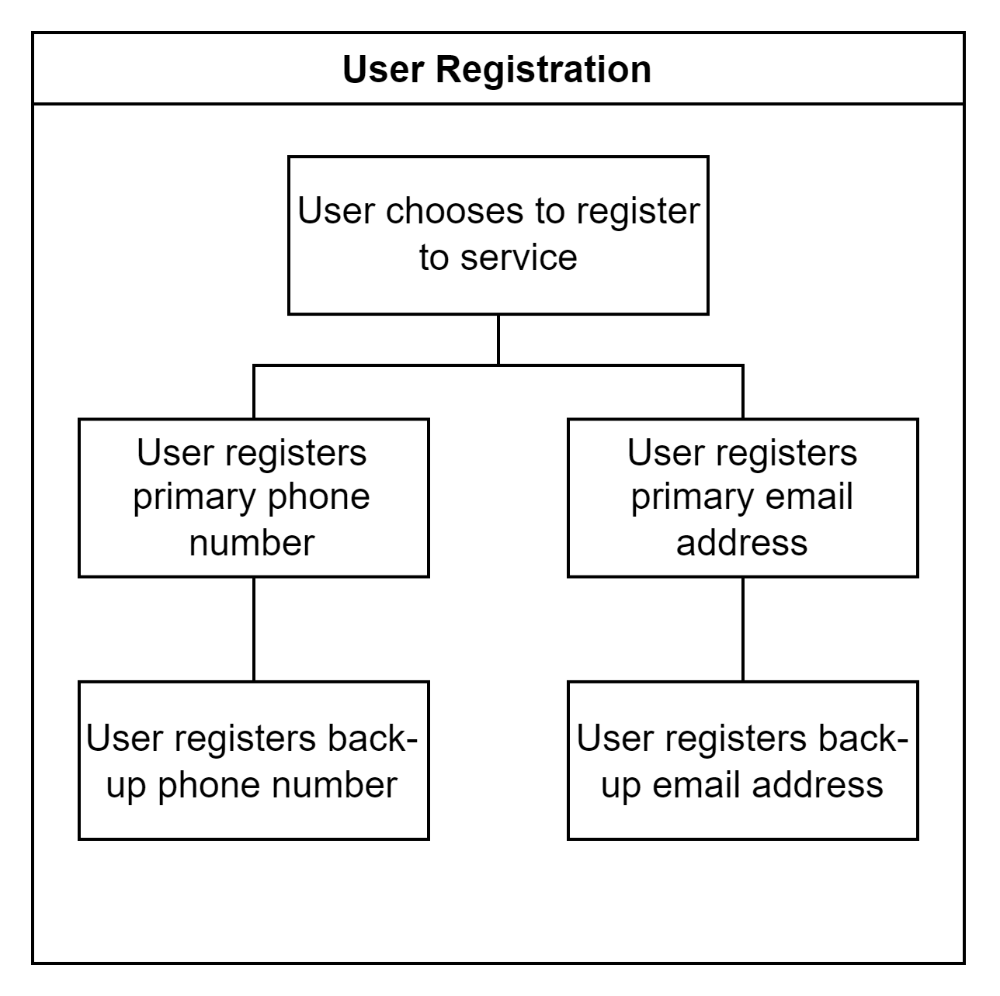 User Registration
User chooses to register
to service
User registers
primary phone
number
User registers
primary email
address
User registers back-
up phone number
User registers back-
up email address